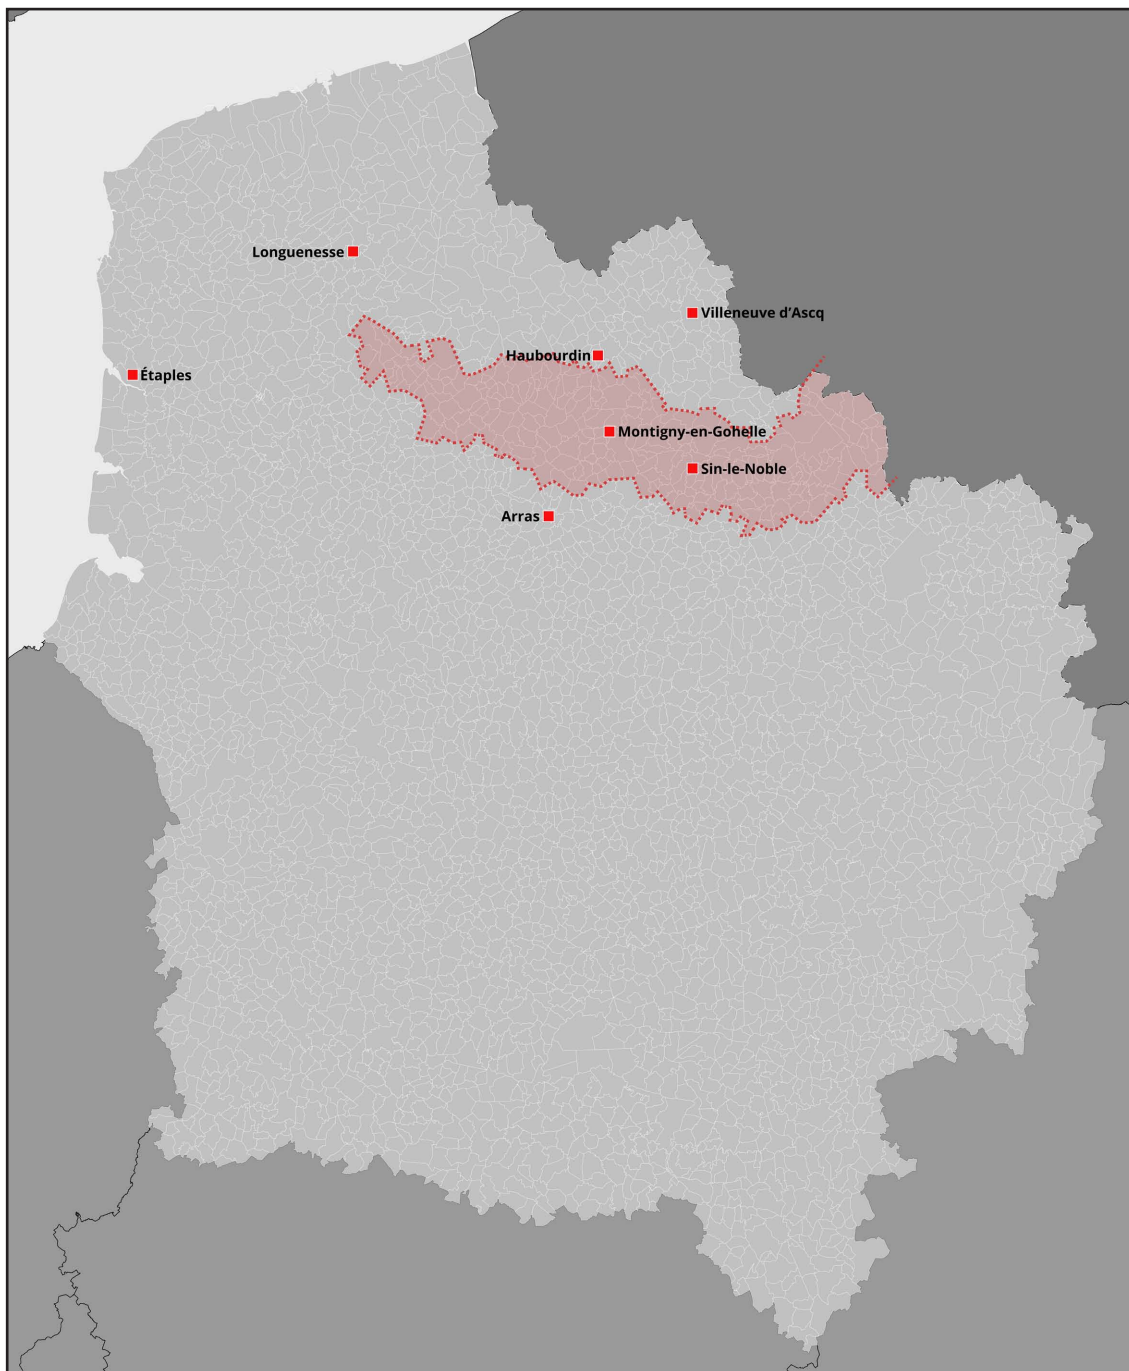 Longuenesse
Villeneuve d’Ascq
Haubourdin
Étaples
Montigny-en-Gohelle
Sin-le-Noble
Arras